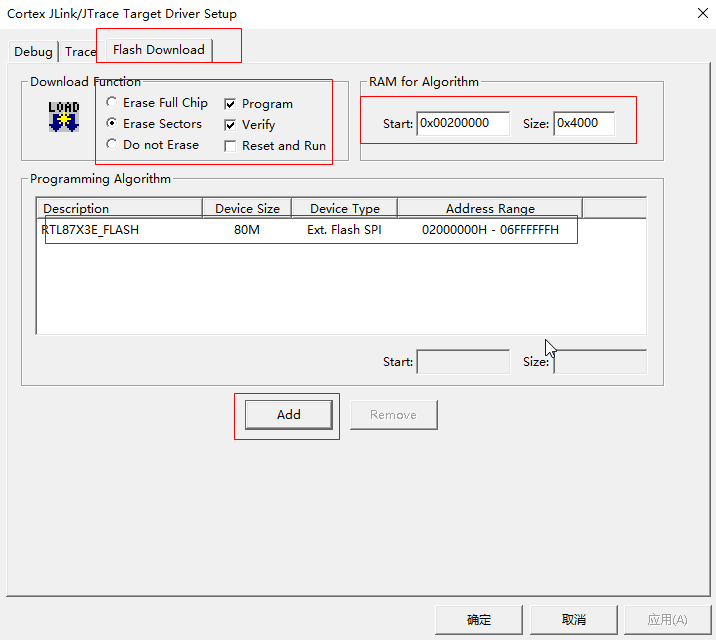 Cortex JLink/JTrace Target Driver Setup
Debug Trace Flash Download
Download Function
LOAD
Erase Full Chip Program
Erase Sectors Verify
Do not Erase Reset and Run
RAM for Algorithm
Start: 0x00200000 Size: 0x4000
Programming Algorithm
Description Device Size Device Type Address Range
RTL87X3E_FLASH 80M Ext. Flash SPI 02000000H - 06FFFFFFH
Start: Size:
Add Remove
确定 取消 应用(A)